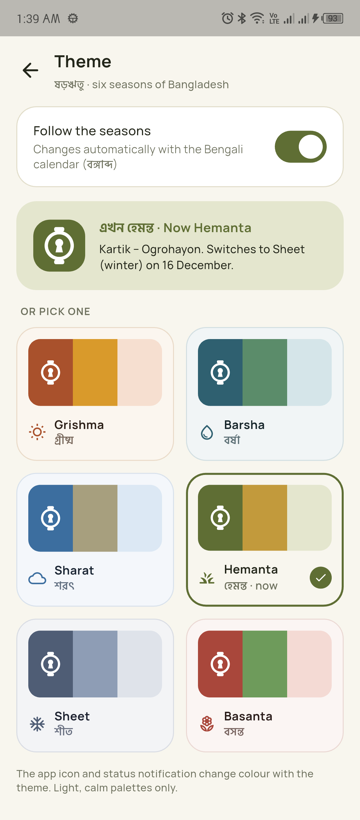 1:39 AM
Vo LTE 93
Theme
ষড়ঋতু · six seasons of Bangladesh
Follow the seasons
Changes automatically with the Bengali
calendar (বঙ্গাব্দ)
এখন হেমন্ত · Now Hemanta
Kartik – Ogrohayon. Switches to Sheet
(winter) on 16 December.
OR PICK ONE
Grishma
গ্রীষ্ম
Barsha
বর্ষা
Sharat
শরৎ
Hemanta
হেমন্ত · now
Sheet
শীত
Basanta
বসন্ত
The app icon and status notification change colour with the
theme. Light, calm palettes only.